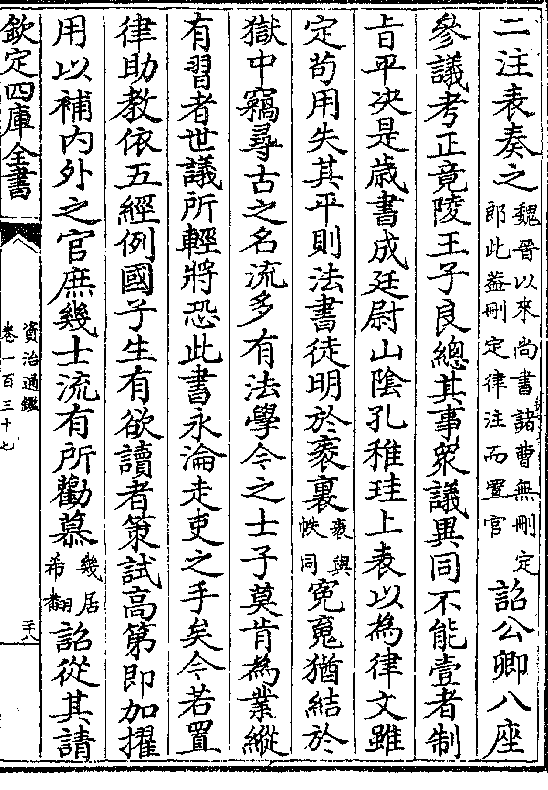 二注表奏之魏晉以來尚書諸曹無刪定郎此葢刪定律注而置官詔公卿八座
參議考正竟陵王子良總其事衆議異同不能壹者制
㫖平决是歲書成廷尉山隂孔稚珪上表以為律文雖
定茍用失其平則法書徒明於袠裏袠與帙同寃䰟猶結於
獄中竊尋古之名流多有法學今之士子莫肯為業縱
有習者世議所輕將恐此書永淪走吏之手矣今若置
律助教依五經例國子生有欲讀者策試高第即加擢
用以補内外之官庶幾士流有所勸慕幾居希翻詔從其請
欽定四庫全書
資治通鑑
卷一百三十七